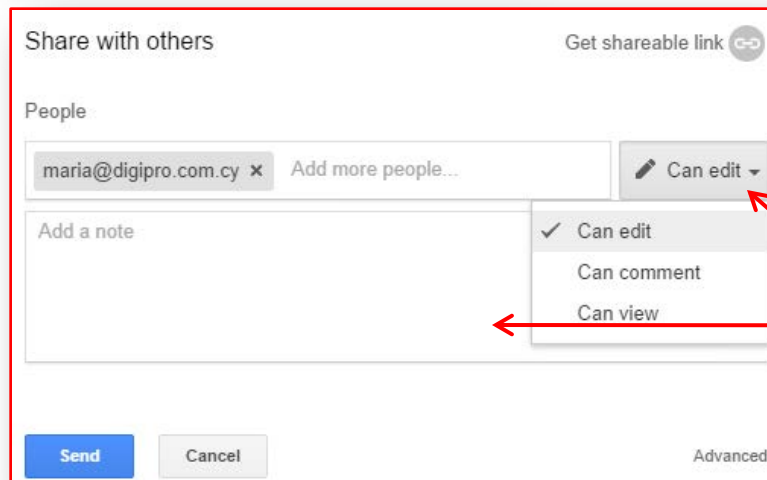 Share with others
Get shareable link
People
maria@digipro.com.cy × Add more people...
Can edit
Add a note
Can edit
Can comment
Can view
Send
Cancel
Advanced